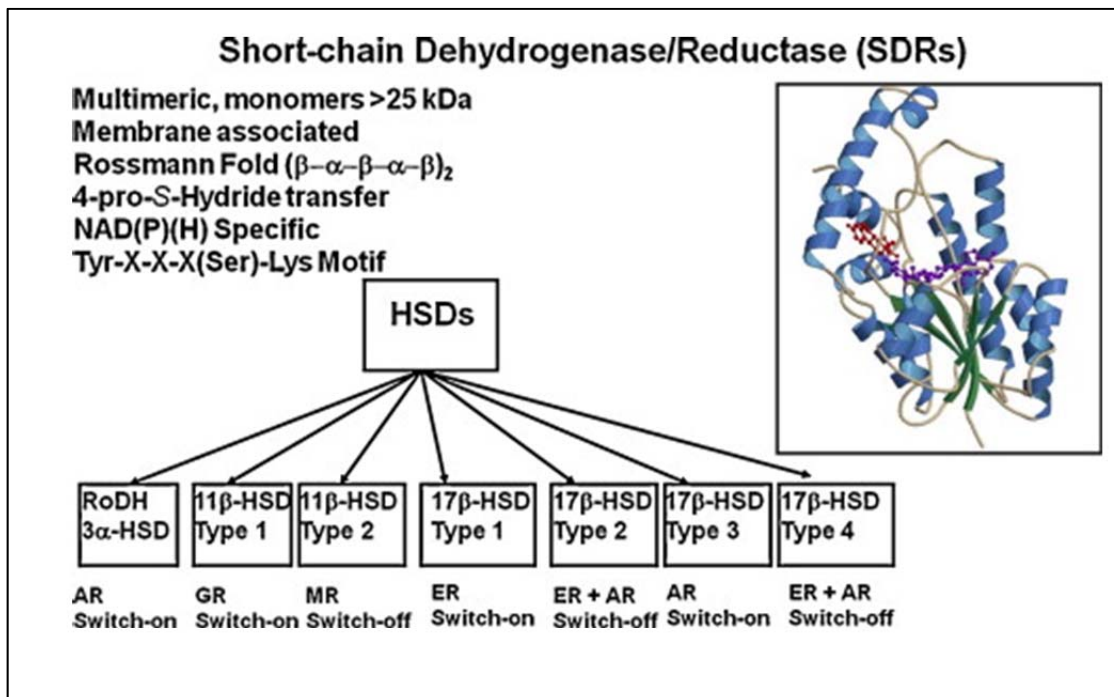 Short-chain Dehydrogenase/Reductase (SDRs)
Multimeric, monomers >25 kDa
Membrane associated
Rossmann Fold (β–α–β–α–β)₂
4-pro-S-Hydride transfer
NAD(P)(H) Specific
Tyr-X-X-X(Ser)-Lys Motif
HSDs
RoDH
3α-HSD
11β-HSD
Type 1
11β-HSD
Type 2
17β-HSD
Type 1
17β-HSD
Type 2
17β-HSD
Type 3
17β-HSD
Type 4
AR
Switch-on
GR
Switch-on
MR
Switch-off
ER
Switch-on
ER + AR
Switch-off
AR
Switch-on
ER + AR
Switch-off